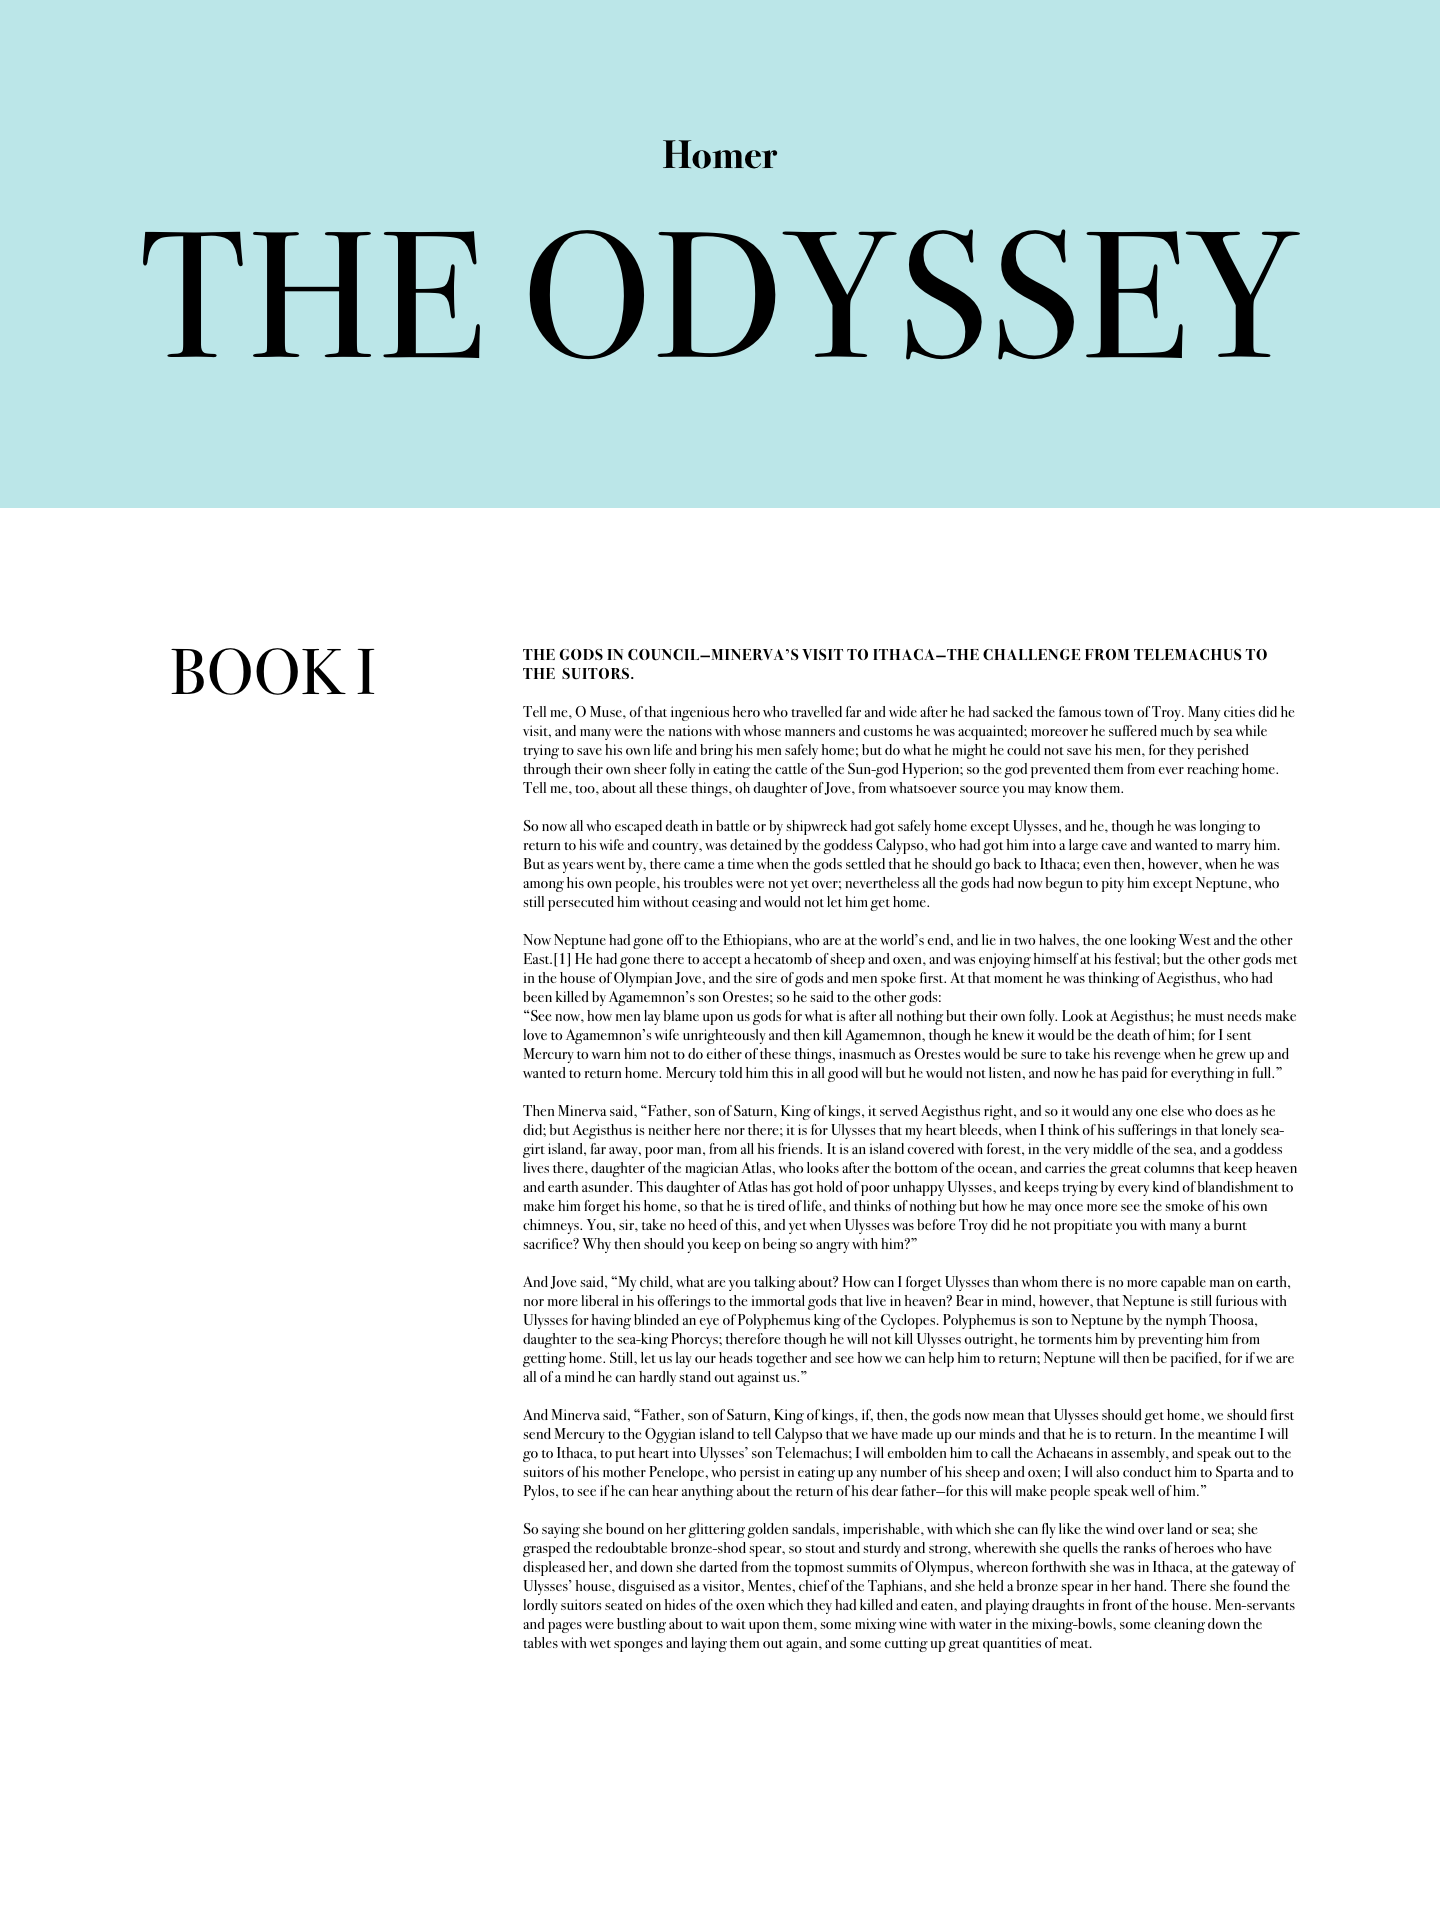 Homer
THE ODYSSEY
BOOK I
THE GODS IN COUNCIL—MINERVA’S VISIT TO ITHACA—THE CHALLENGE FROM TELEMACHUS TO
THE SUITORS.
Tell me, O Muse, of that ingenious hero who travelled far and wide after he had sacked the famous town of Troy. Many cities did he
visit, and many were the nations with whose manners and customs he was acquainted; moreover he suffered much by sea while
trying to save his own life and bring his men safely home; but do what he might he could not save his men, for they perished
through their own sheer folly in eating the cattle of the Sun-god Hyperion; so the god prevented them from ever reaching home.
Tell me, too, about all these things, oh daughter of Jove, from whatsoever source you may know them.
So now all who escaped death in battle or by shipwreck had got safely home except Ulysses, and he, though he was longing to
return to his wife and country, was detained by the goddess Calypso, who had got him into a large cave and wanted to marry him.
But as years went by, there came a time when the gods settled that he should go back to Ithaca; even then, however, when he was
among his own people, his troubles were not yet over; nevertheless all the gods had now begun to pity him except Neptune, who
still persecuted him without ceasing and would not let him get home.
Now Neptune had gone off to the Ethiopians, who are at the world’s end, and lie in two halves, the one looking West and the other
East.[1] He had gone there to accept a hecatomb of sheep and oxen, and was enjoying himself at his festival; but the other gods met
in the house of Olympian Jove, and the sire of gods and men spoke first. At that moment he was thinking of Aegisthus, who had
been killed by Agamemnon’s son Orestes; so he said to the other gods:
“See now, how men lay blame upon us gods for what is after all nothing but their own folly. Look at Aegisthus; he must needs make
love to Agamemnon’s wife unrighteously and then kill Agamemnon, though he knew it would be the death of him; for I sent
Mercury to warn him not to do either of these things, inasmuch as Orestes would be sure to take his revenge when he grew up and
wanted to return home. Mercury told him this in all good will but he would not listen, and now he has paid for everything in full.”
Then Minerva said, “Father, son of Saturn, King of kings, it served Aegisthus right, and so it would any one else who does as he
did; but Aegisthus is neither here nor there; it is for Ulysses that my heart bleeds, when I think of his sufferings in that lonely sea-
girt island, far away, poor man, from all his friends. It is an island covered with forest, in the very middle of the sea, and a goddess
lives there, daughter of the magician Atlas, who looks after the bottom of the ocean, and carries the great columns that keep heaven
and earth asunder. This daughter of Atlas has got hold of poor unhappy Ulysses, and keeps trying by every kind of blandishment to
make him forget his home, so that he is tired of life, and thinks of nothing but how he may once more see the smoke of his own
chimneys. You, sir, take no heed of this, and yet when Ulysses was before Troy did he not propitiate you with many a burnt
sacrifice? Why then should you keep on being so angry with him?”
And Jove said, “My child, what are you talking about? How can I forget Ulysses than whom there is no more capable man on earth,
nor more liberal in his offerings to the immortal gods that live in heaven? Bear in mind, however, that Neptune is still furious with
Ulysses for having blinded an eye of Polyphemus king of the Cyclopes. Polyphemus is son to Neptune by the nymph Thoosa,
daughter to the sea-king Phorcys; therefore though he will not kill Ulysses outright, he torments him by preventing him from
getting home. Still, let us lay our heads together and see how we can help him to return; Neptune will then be pacified, for if we are
all of a mind he can hardly stand out against us.”
And Minerva said, “Father, son of Saturn, King of kings, if, then, the gods now mean that Ulysses should get home, we should first
send Mercury to the Ogygian island to tell Calypso that we have made up our minds and that he is to return. In the meantime I will
go to Ithaca, to put heart into Ulysses’ son Telemachus; I will embolden him to call the Achaeans in assembly, and speak out to the
suitors of his mother Penelope, who persist in eating up any number of his sheep and oxen; I will also conduct him to Sparta and to
Pylos, to see if he can hear anything about the return of his dear father—for this will make people speak well of him.”
So saying she bound on her glittering golden sandals, imperishable, with which she can fly like the wind over land or sea; she
grasped the redoubtable bronze-shod spear, so stout and sturdy and strong, wherewith she quells the ranks of heroes who have
displeased her, and down she darted from the topmost summits of Olympus, whereon forthwith she was in Ithaca, at the gateway of
Ulysses’ house, disguised as a visitor, Mentes, chief of the Taphians, and she held a bronze spear in her hand. There she found the
lordly suitors seated on hides of the oxen which they had killed and eaten, and playing draughts in front of the house. Men-servants
and pages were bustling about to wait upon them, some mixing wine with water in the mixing-bowls, some cleaning down the
tables with wet sponges and laying them out again, and some cutting up great quantities of meat.